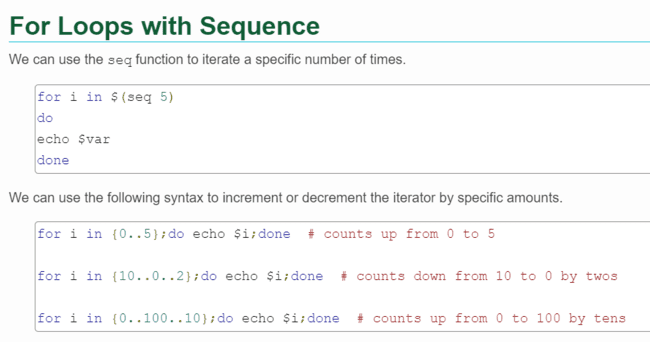 For Loops with Sequence
We can use the seq function to iterate a specific number of times.
for i in $(seq 5)
do
echo $var
done
We can use the following syntax to increment or decrement the iterator by specific amounts.
for i in {0..5};do echo $i;done  # counts up from 0 to 5
for i in {10..0..2};do echo $i;done  # counts down from 10 to 0 by twos
for i in {0..100..10};do echo $i;done  # counts up from 0 to 100 by tens